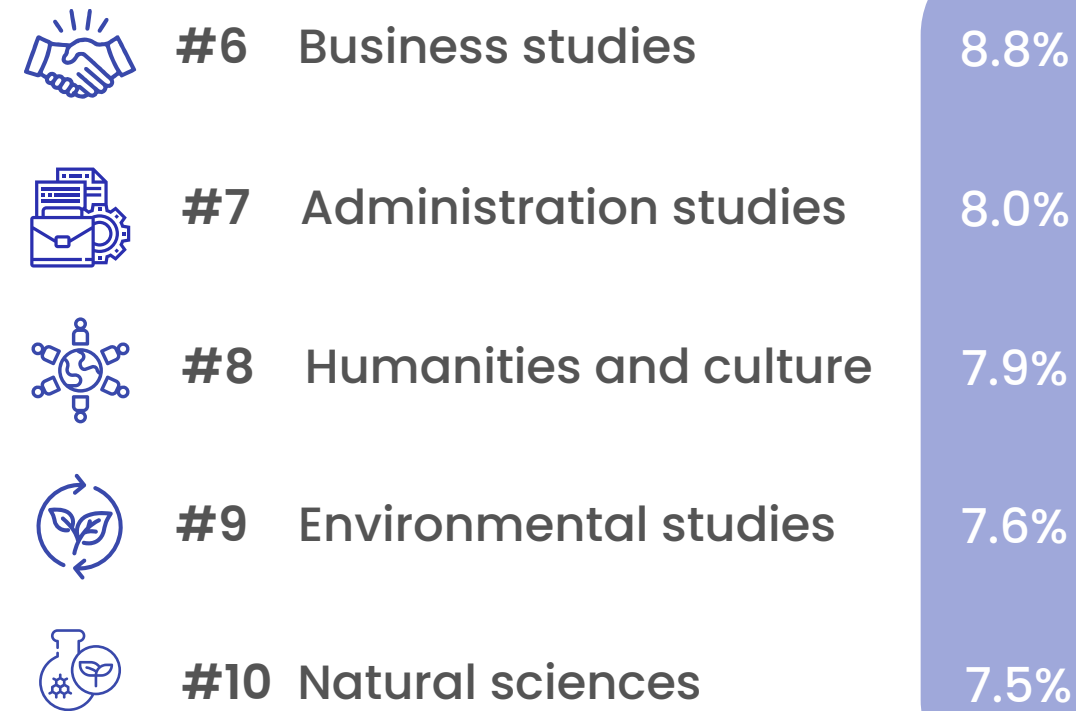 #6 Business studies 8.8%
#7 Administration studies 8.0%
#8 Humanities and culture 7.9%
#9 Environmental studies 7.6%
#10 Natural sciences 7.5%